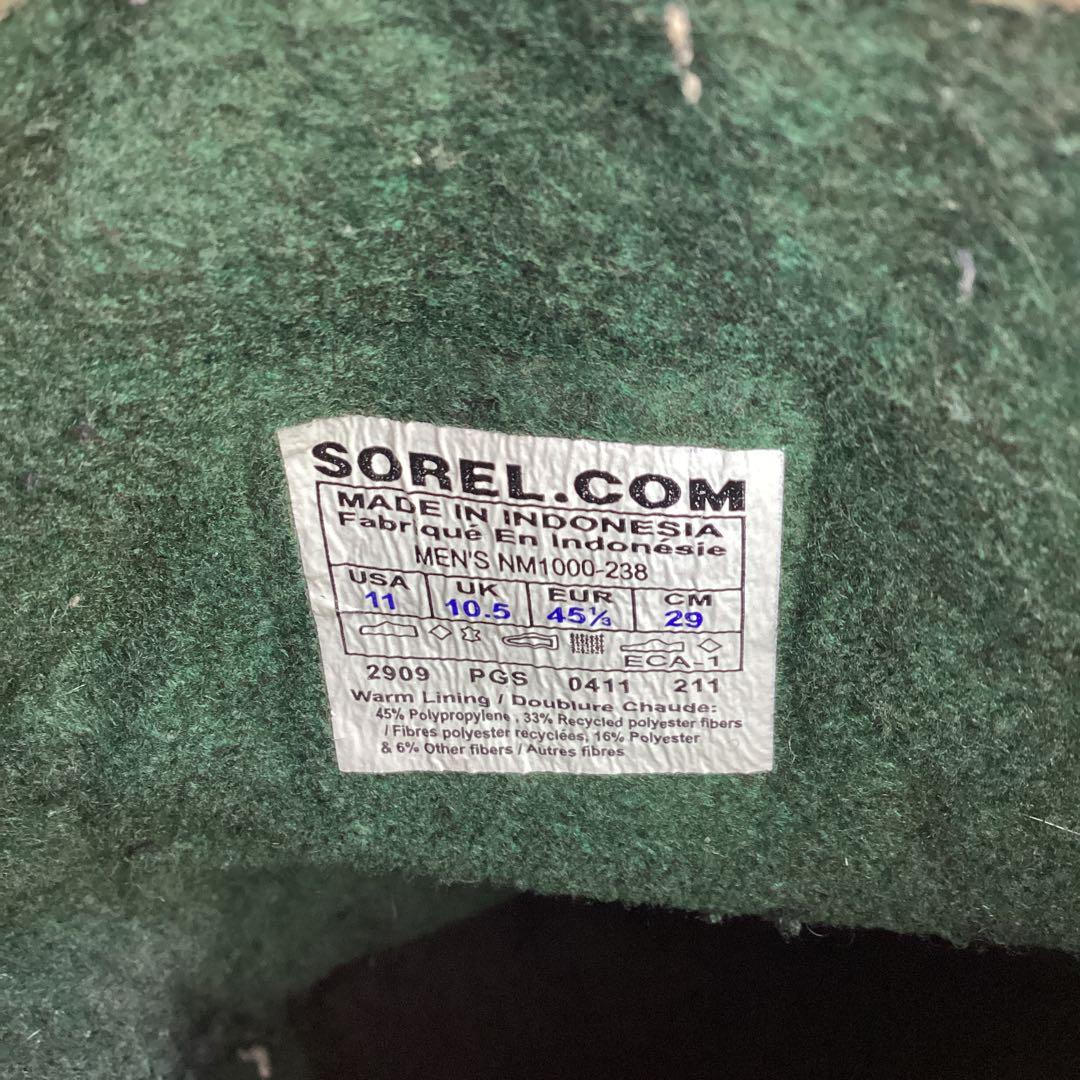 SOREL.COM
MADE IN INDONESIA
Fabriqué En Indonésie
MEN'S NM1000-238
USA UK EUR CM
11 10.5 45⅓ 29
ECA-1
2909 PGS 0411 211
Warm Lining / Doublure Chaude:
45% Polypropylene , 33% Recycled polyester fibers
/ Fibres polyester recyclées, 16% Polyester
& 6% Other fibers / Autres fibres